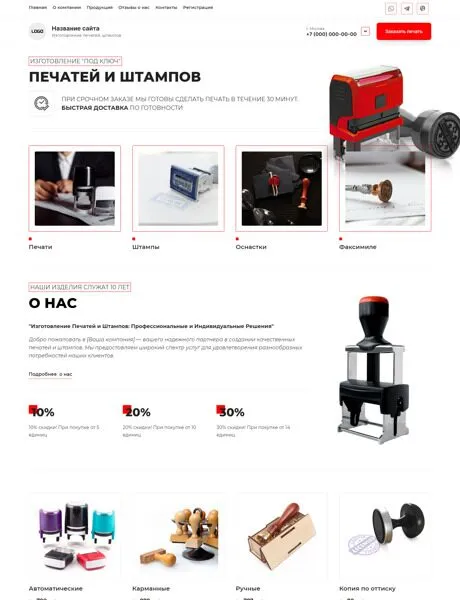 Главная О компании Продукция Отзывы о нас Контакты Регистрация
LOGO
Название сайта
Изготовление печатей, штампов
г. Москва
+7 (000) 000-00-00
Заказать печать
ИЗГОТОВЛЕНИЕ "ПОД КЛЮЧ"
ПЕЧАТЕЙ И ШТАМПОВ
ПРИ СРОЧНОМ ЗАКАЗЕ МЫ ГОТОВЫ СДЕЛАТЬ ПЕЧАТЬ В ТЕЧЕНИЕ 30 МИНУТ.
БЫСТРАЯ ДОСТАВКА ПО ГОТОВНОСТИ
Печати
Штампы
Оснастки
Факсимиле
НАШИ ИЗДЕЛИЯ СЛУЖАТ 10 ЛЕТ
О НАС
"Изготовление Печатей и Штампов: Профессиональные и Индивидуальные Решения"
Добро пожаловать в [Ваша компания] — вашего надежного партнера в создании качественных
печатей и штампов. Мы предоставляем широкий спектр услуг для удовлетворения разнообразных
потребностей наших клиентов.
Подробнее о нас
10%
10% скидки! При покупке от 5
единиц
20%
20% скидки! При покупке от 10
единиц
30%
30% скидки! При покупке от 14
единиц
Автоматические
Карманные
Ручные
Копия по оттиску